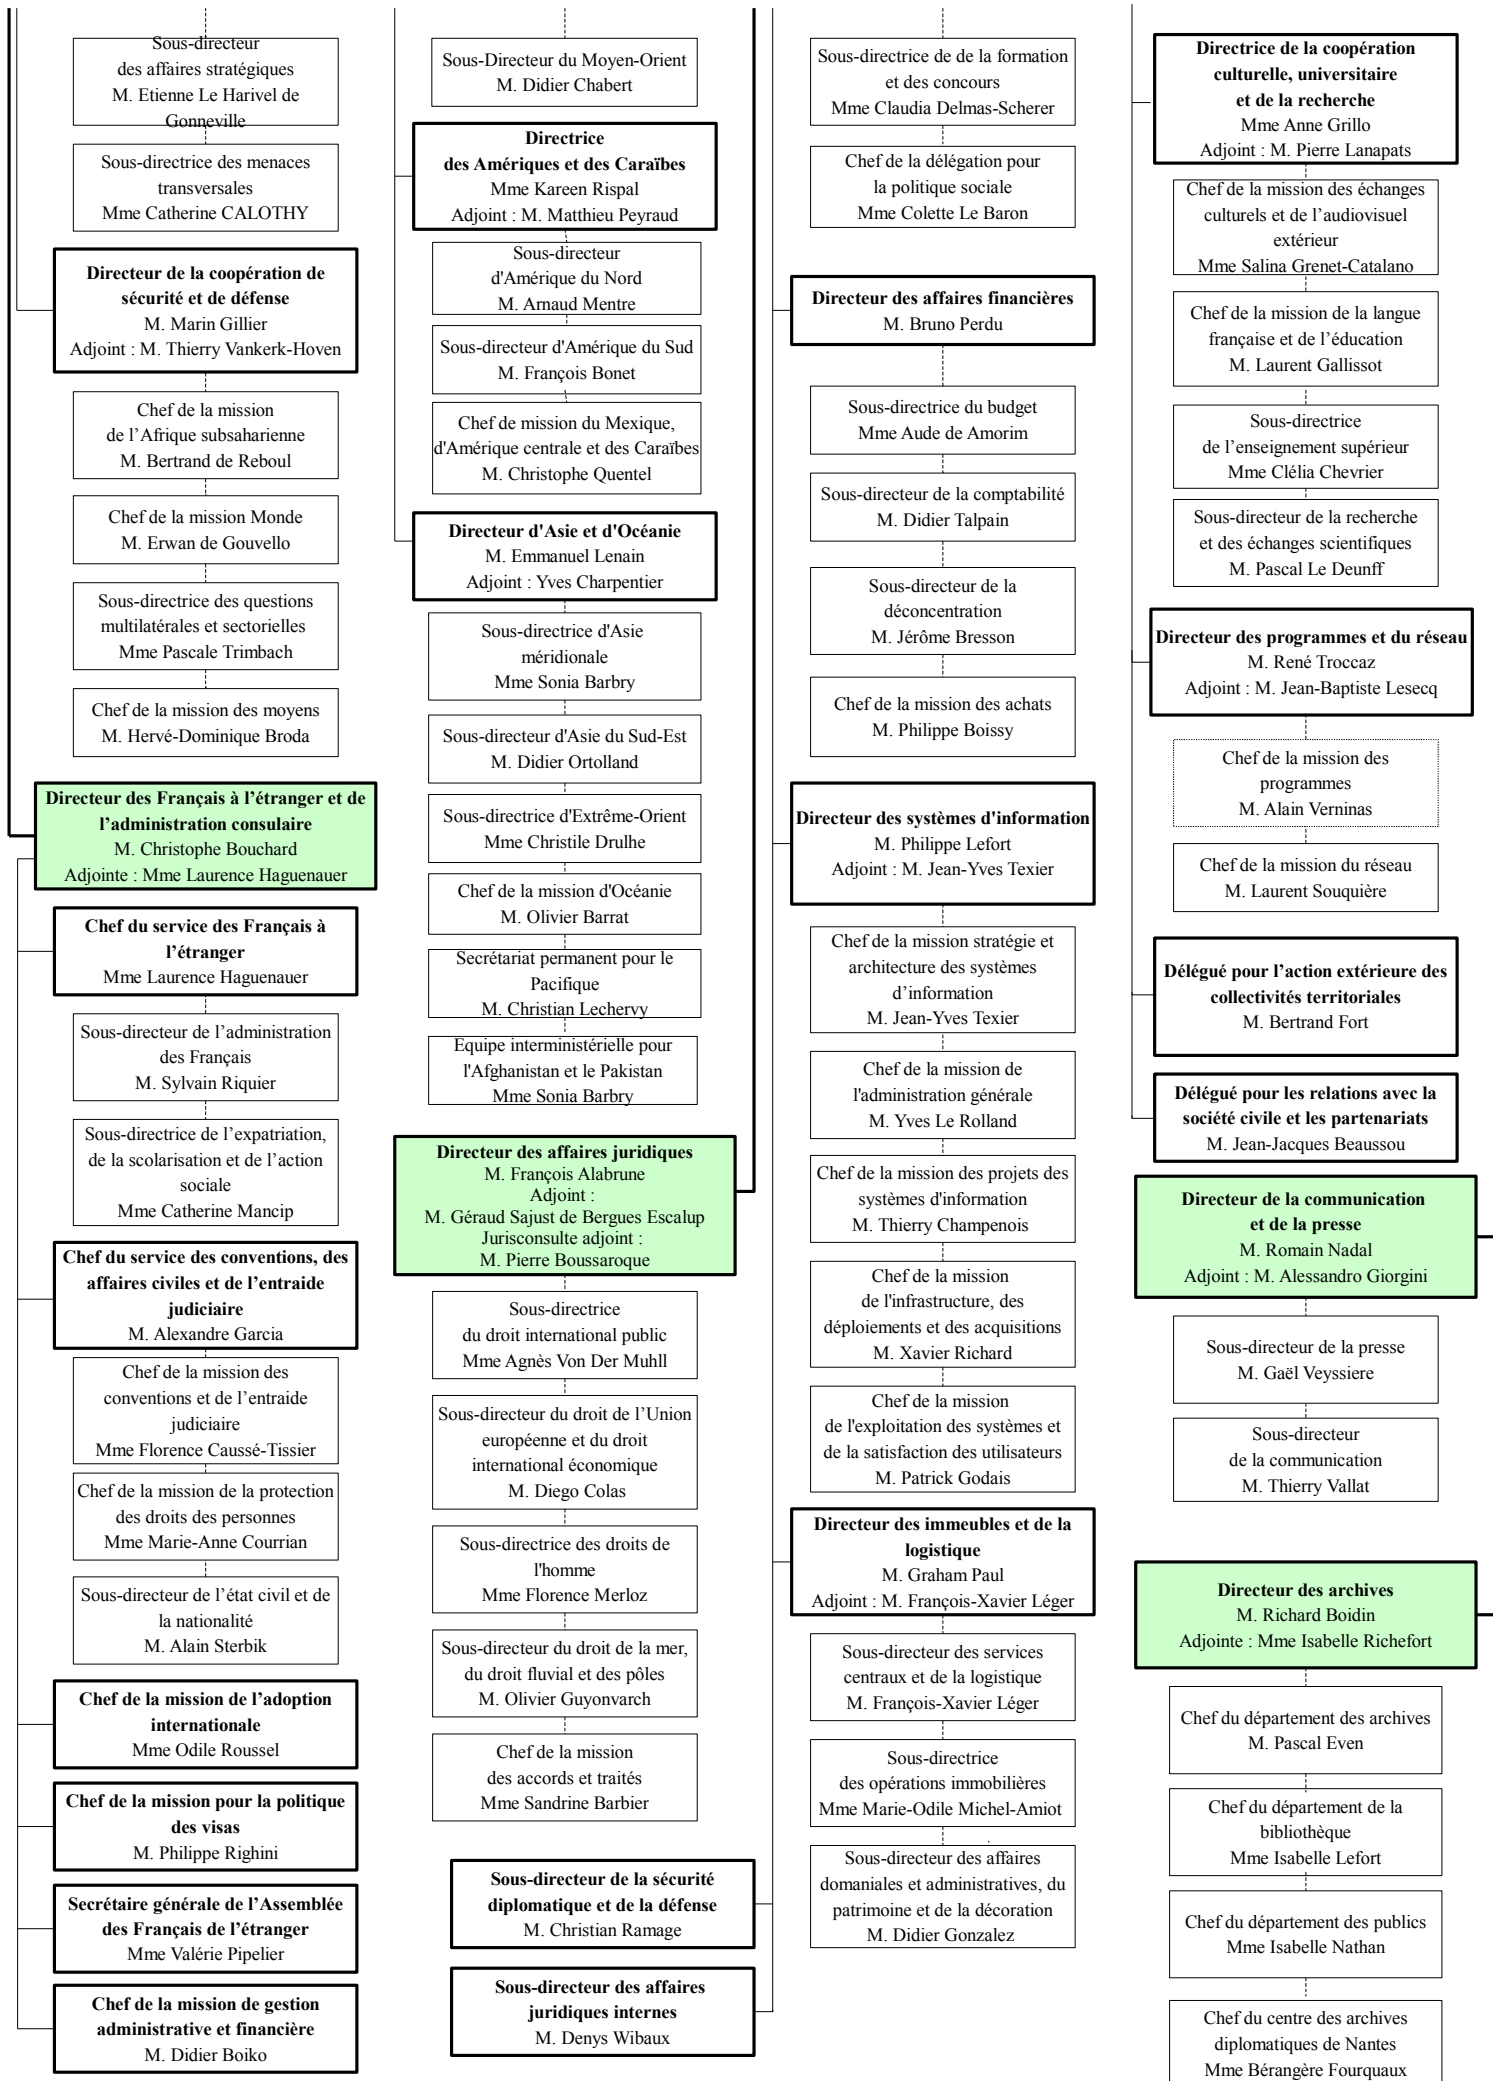 Sous-directeur
des affaires stratégiques
M. Etienne Le Harivel de
Gonneville
Sous-directrice des menaces
transversales
Mme Catherine CALOTHY
Directeur de la coopération de
sécurité et de défense
M. Marin Gillier
Adjoint : M. Thierry Vankerk-Hoven
Chef de la mission
de l’Afrique subsaharienne
M. Bertrand de Reboul
Chef de la mission Monde
M. Erwan de Gouvello
Sous-directrice des questions
multilatérales et sectorielles
Mme Pascale Trimbach
Chef de la mission des moyens
M. Hervé-Dominique Broda
Directeur des Français à l’étranger et de
l’administration consulaire
M. Christophe Bouchard
Adjointe : Mme Laurence Haguenauer
Chef du service des Français à
l’étranger
Mme Laurence Haguenauer
Sous-directeur de l’administration
des Français
M. Sylvain Riquier
Sous-directrice de l’expatriation,
de la scolarisation et de l’action
sociale
Mme Catherine Mancip
Chef du service des conventions, des
affaires civiles et de l’entraide
judiciaire
M. Alexandre Garcia
Chef de la mission des
conventions et de l’entraide
judiciaire
Mme Florence Caussé-Tissier
Chef de la mission de la protection
des droits des personnes
Mme Marie-Anne Courrian
Sous-directeur de l’état civil et de
la nationalité
M. Alain Sterbik
Chef de la mission de l’adoption
internationale
Mme Odile Roussel
Chef de la mission pour la politique
des visas
M. Philippe Righini
Secrétaire générale de l’Assemblée
des Français de l’étranger
Mme Valérie Pipelier
Chef de la mission de gestion
administrative et financière
M. Didier Boiko
Sous-Directeur du Moyen-Orient
M. Didier Chabert
Directrice
des Amériques et des Caraïbes
Mme Kareen Rispal
Adjoint : M. Matthieu Peyraud
Sous-directeur
d'Amérique du Nord
M. Arnaud Mentre
Sous-directeur d'Amérique du Sud
M. François Bonet
Chef de mission du Mexique,
d'Amérique centrale et des Caraïbes
M. Christophe Quentel
Directeur d'Asie et d'Océanie
M. Emmanuel Lenain
Adjoint : Yves Charpentier
Sous-directrice d'Asie
méridionale
Mme Sonia Barbry
Sous-directeur d'Asie du Sud-Est
M. Didier Ortolland
Sous-directrice d'Extrême-Orient
Mme Christile Drulhe
Chef de la mission d'Océanie
M. Olivier Barrat
Secrétariat permanent pour le
Pacifique
M. Christian Lechervy
Equipe interministérielle pour
l'Afghanistan et le Pakistan
Mme Sonia Barbry
Directeur des affaires juridiques
M. François Alabrune
Adjoint :
M. Géraud Sajust de Bergues Escalup
Jurisconsulte adjoint :
M. Pierre Boussaroque
Sous-directrice
du droit international public
Mme Agnès Von Der Muhll
Sous-directeur du droit de l’Union
européenne et du droit
international économique
M. Diego Colas
Sous-directrice des droits de
l'homme
Mme Florence Merloz
Sous-directeur du droit de la mer,
du droit fluvial et des pôles
M. Olivier Guyonvarch
Chef de la mission
des accords et traités
Mme Sandrine Barbier
Sous-directeur de la sécurité
diplomatique et de la défense
M. Christian Ramage
Sous-directeur des affaires
juridiques internes
M. Denys Wibaux
Sous-directrice de de la formation
et des concours
Mme Claudia Delmas-Scherer
Chef de la délégation pour
la politique sociale
Mme Colette Le Baron
Directeur des affaires financières
M. Bruno Perdu
Sous-directrice du budget
Mme Aude de Amorim
Sous-directeur de la comptabilité
M. Didier Talpain
Sous-directeur de la
déconcentration
M. Jérôme Bresson
Chef de la mission des achats
M. Philippe Boissy
Directeur des systèmes d'information
M. Philippe Lefort
Adjoint : M. Jean-Yves Texier
Chef de la mission stratégie et
architecture des systèmes
d’information
M. Jean-Yves Texier
Chef de la mission de
l'administration générale
M. Yves Le Rolland
Chef de la mission des projets des
systèmes d'information
M. Thierry Champenois
Chef de la mission
de l'infrastructure, des
déploiements et des acquisitions
M. Xavier Richard
Chef de la mission
de l'exploitation des systèmes et
de la satisfaction des utilisateurs
M. Patrick Godais
Directeur des immeubles et de la
logistique
M. Graham Paul
Adjoint : M. François-Xavier Léger
Sous-directeur des services
centraux et de la logistique
M. François-Xavier Léger
Sous-directrice
des opérations immobilières
Mme Marie-Odile Michel-Amiot
Sous-directeur des affaires
domaniales et administratives, du
patrimoine et de la décoration
M. Didier Gonzalez
Directrice de la coopération
culturelle, universitaire
et de la recherche
Mme Anne Grillo
Adjoint : M. Pierre Lanapats
Chef de la mission des échanges
culturels et de l’audiovisuel
extérieur
Mme Salina Grenet-Catalano
Chef de la mission de la langue
française et de l’éducation
M. Laurent Gallissot
Sous-directrice
de l’enseignement supérieur
Mme Clélia Chevrier
Sous-directeur de la recherche
et des échanges scientifiques
M. Pascal Le Deunff
Directeur des programmes et du réseau
M. René Troccaz
Adjoint : M. Jean-Baptiste Lesecq
Chef de la mission des
programmes
M. Alain Verninas
Chef de la mission du réseau
M. Laurent Souquière
Délégué pour l’action extérieure des
collectivités territoriales
M. Bertrand Fort
Délégué pour les relations avec la
société civile et les partenariats
M. Jean-Jacques Beaussou
Directeur de la communication
et de la presse
M. Romain Nadal
Adjoint : M. Alessandro Giorgini
Sous-directeur de la presse
M. Gaël Veyssiere
Sous-directeur
de la communication
M. Thierry Vallat
Directeur des archives
M. Richard Boidin
Adjointe : Mme Isabelle Richefort
Chef du département des archives
M. Pascal Even
Chef du département de la
bibliothèque
Mme Isabelle Lefort
Chef du département des publics
Mme Isabelle Nathan
Chef du centre des archives
diplomatiques de Nantes
Mme Bérangère Fourquaux